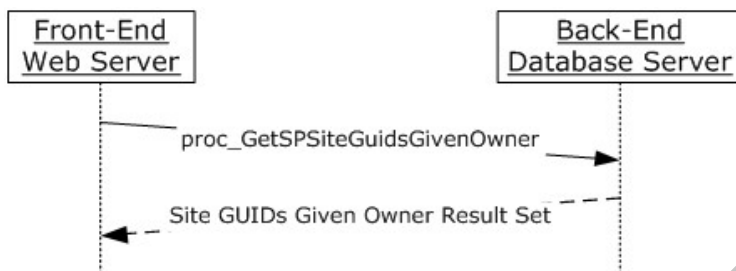 Front-End
Web Server
Back-End
Database Server
proc_GetSPSiteGuidsGivenOwner
Site GUIDs Given Owner Result Set